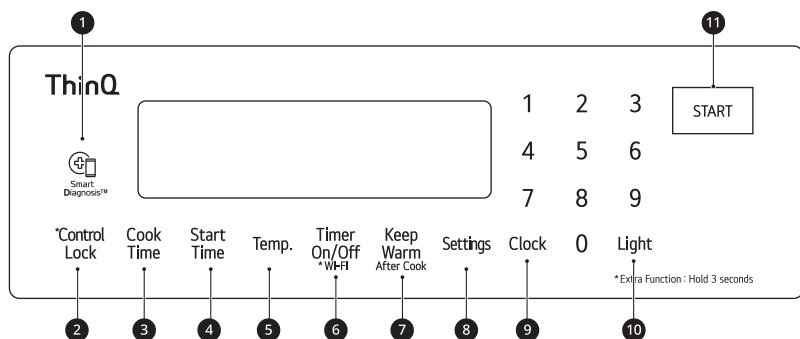 1
11
ThinQ
1 2 3
START
4 5 6
Smart
Diagnosis™
7 8 9
*Control
Lock
Cook
Time
Start
Time
Temp.
Timer
On/Off
*WI-FI
Keep
Warm
After Cook
Settings
Clock
0
Light
*Extra Function : Hold 3 seconds
2 3 4 5 6 7 8 9 10